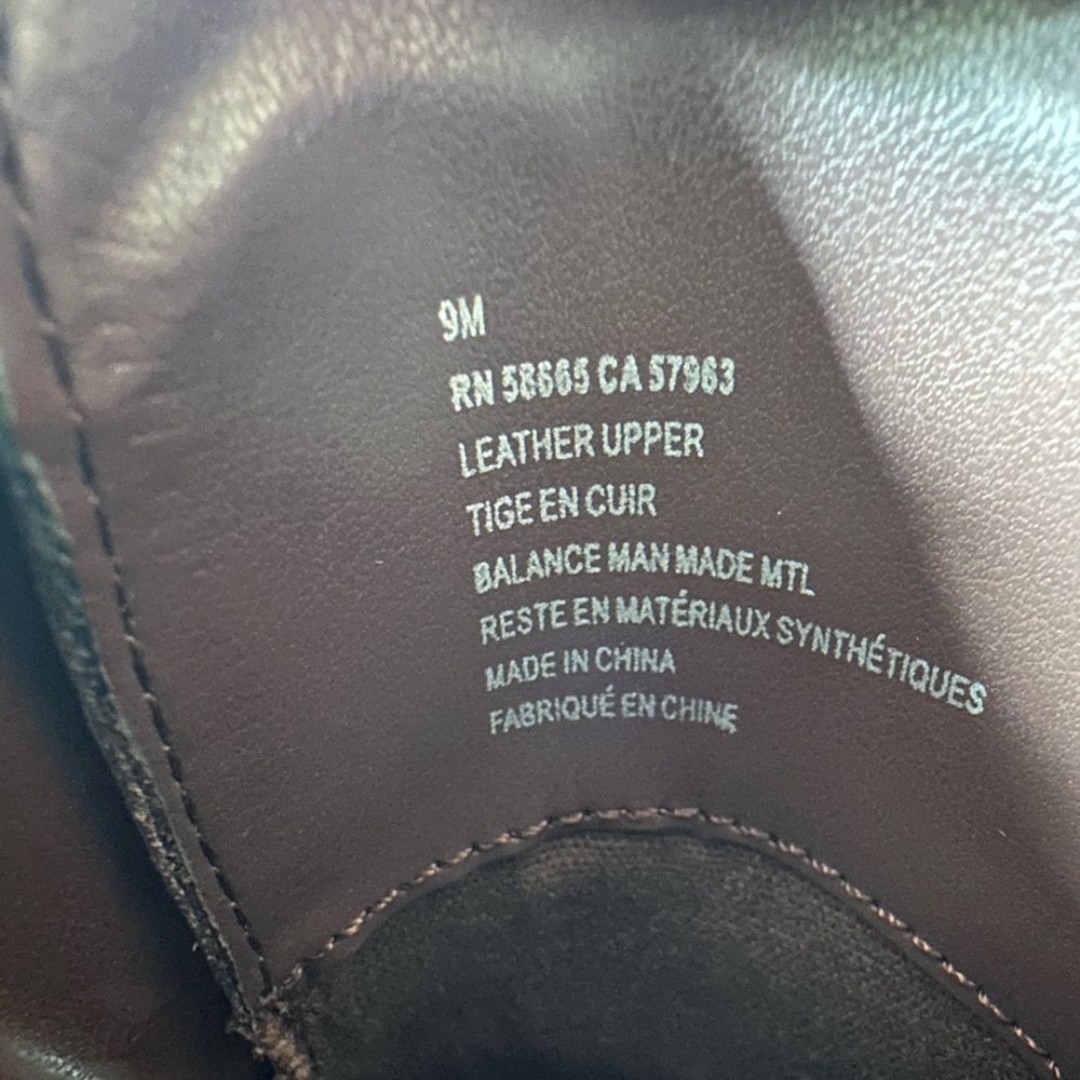 9M
RN 58665 CA 57963
LEATHER UPPER
TIGE EN CUIR
BALANCE MAN MADE MTL
RESTE EN MATÉRIAUX SYNTHÉTIQUES
MADE IN CHINA
FABRIQUÉ EN CHINE